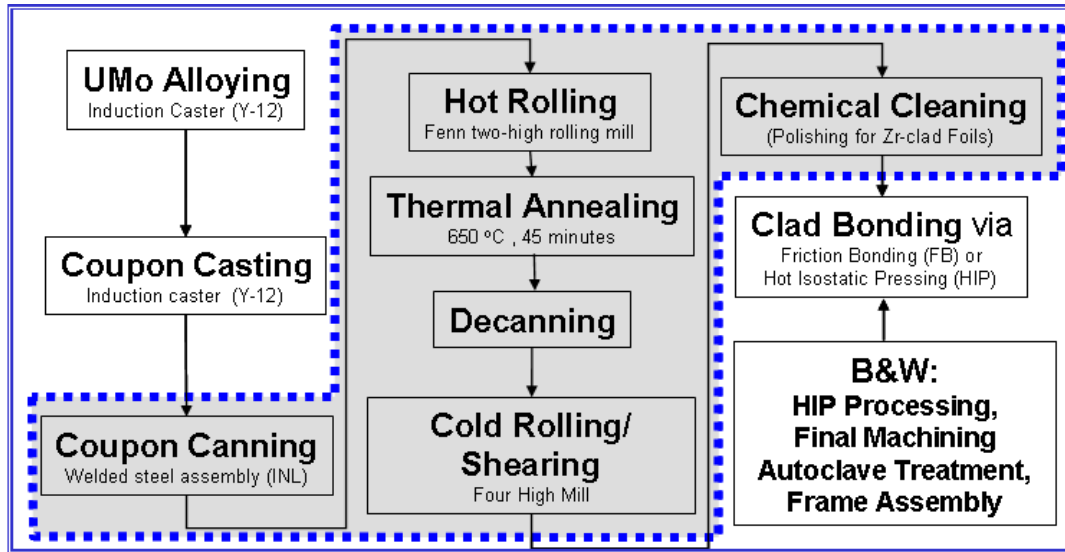 UMo Alloying
Induction Caster (Y-12)
Coupon Casting
Induction caster (Y-12)
Coupon Canning
Welded steel assembly (INL)
Hot Rolling
Fenn two-high rolling mill
Thermal Annealing
650 ºC , 45 minutes
Decanning
Cold Rolling/
Shearing
Four High Mill
Chemical Cleaning
(Polishing for Zr-clad Foils)
Clad Bonding via
Friction Bonding (FB) or
Hot Isostatic Pressing (HIP)
B&W:
HIP Processing,
Final Machining
Autoclave Treatment,
Frame Assembly